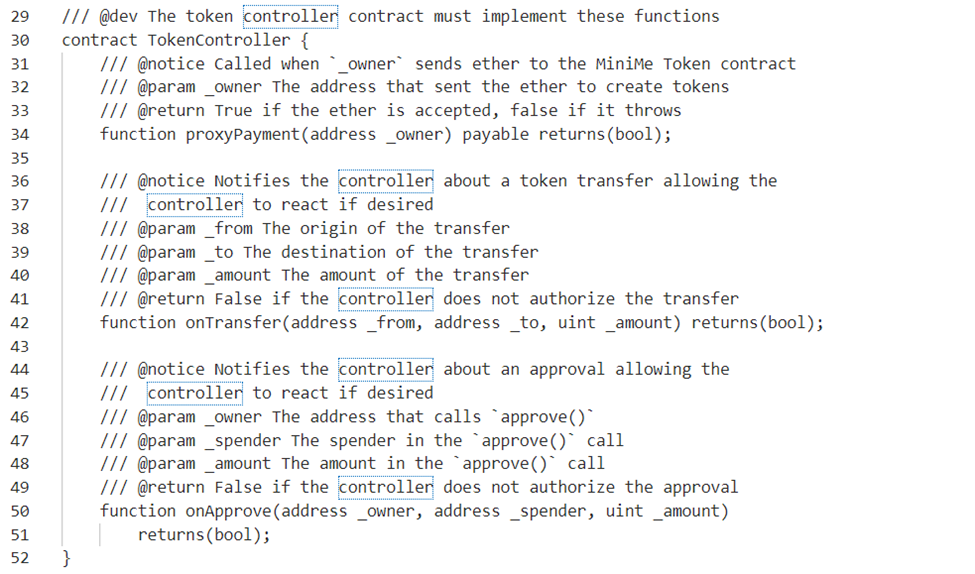 29 /// @dev The token controller contract must implement these functions
30 contract TokenController {
31 /// @notice Called when `_owner` sends ether to the MiniMe Token contract
32 /// @param _owner The address that sent the ether to create tokens
33 /// @return True if the ether is accepted, false if it throws
34 function proxyPayment(address _owner) payable returns(bool);
35
36 /// @notice Notifies the controller about a token transfer allowing the
37 ///  controller to react if desired
38 /// @param _from The origin of the transfer
39 /// @param _to The destination of the transfer
40 /// @param _amount The amount of the transfer
41 /// @return False if the controller does not authorize the transfer
42 function onTransfer(address _from, address _to, uint _amount) returns(bool);
43
44 /// @notice Notifies the controller about an approval allowing the
45 ///  controller to react if desired
46 /// @param _owner The address that calls `approve()`
47 /// @param _spender The spender in the `approve()` call
48 /// @param _amount The amount in the `approve()` call
49 /// @return False if the controller does not authorize the approval
50 function onApprove(address _owner, address _spender, uint _amount)
51 returns(bool);
52 }